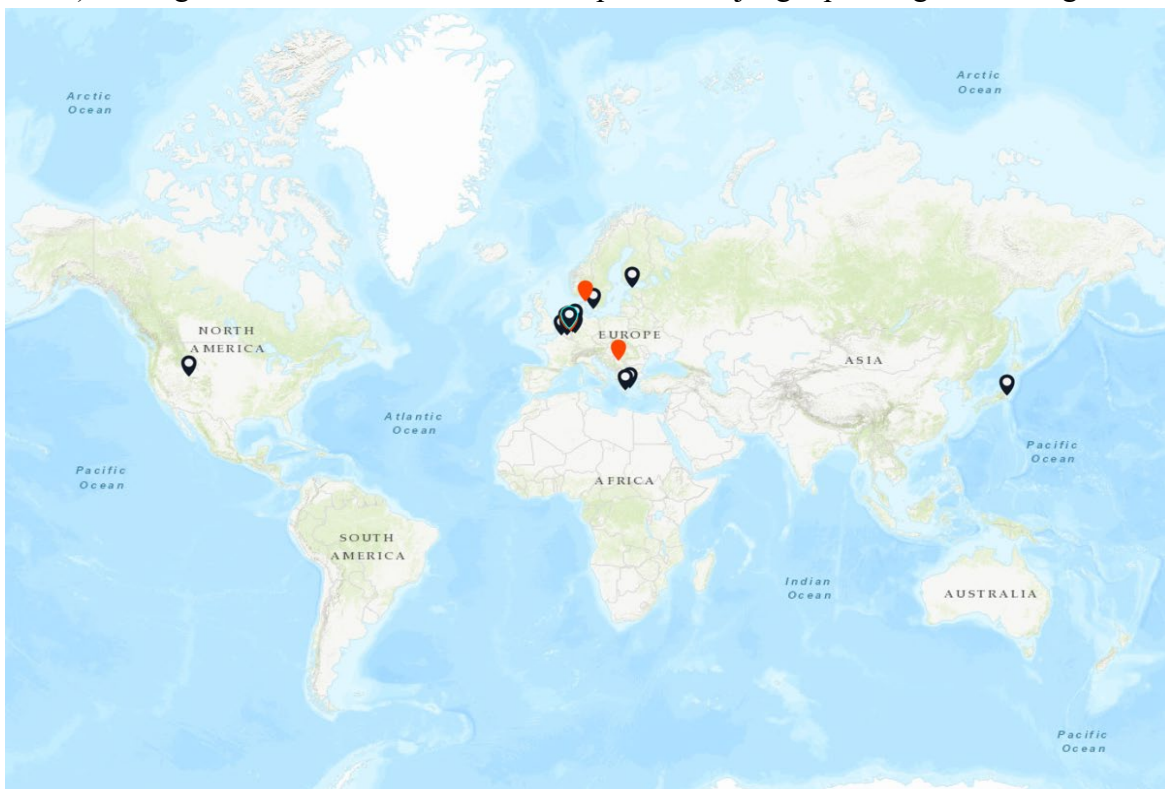 Arctic
Ocean
Arctic
Ocean
NORTH
AMERICA
EUROPE
ASIA
Atlantic
Ocean
Pacific
Ocean
Pacific
Ocean
AFRICA
SOUTH
AMERICA
Indian
Ocean
AUSTRALIA
Pacific
Ocean